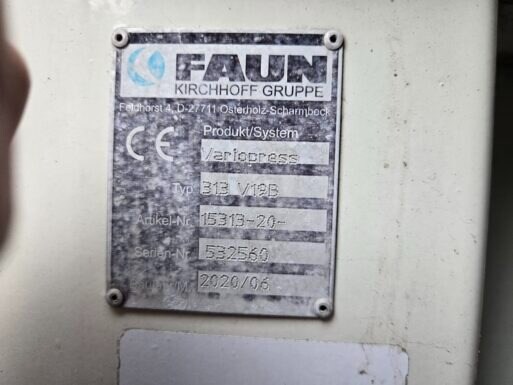 FAUN
KIRCHHOFF GRUPPE
Feldhorst 4, D-27711 Osterholz-Scharmbeck
CE
Produkt/System
Variopress
Typ 313 V19B
Artikel-Nr. 15313-20-
Serien-Nr. 532560
2020/06